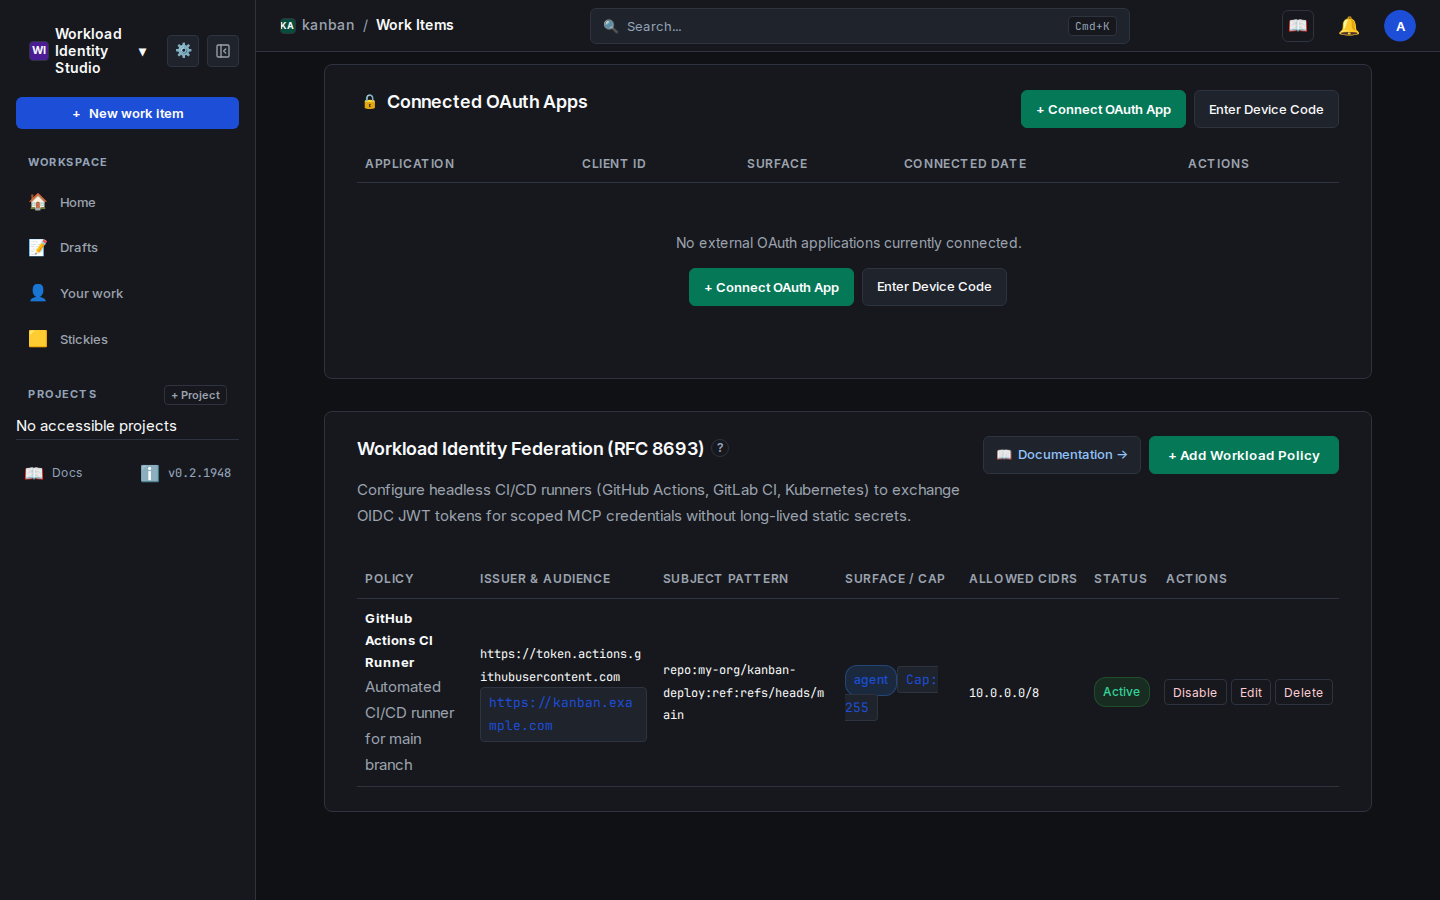 WI
Workload
Identity
Studio
▼
+ New work item
WORKSPACE
Home
Drafts
Your work
Stickies
PROJECTS
+ Project
No accessible projects
Docs
v0.2.1948
KA kanban / Work Items
Search...
Cmd+K
A
Connected OAuth Apps
+ Connect OAuth App
Enter Device Code
APPLICATION CLIENT ID SURFACE CONNECTED DATE ACTIONS
No external OAuth applications currently connected.
+ Connect OAuth App
Enter Device Code
Workload Identity Federation (RFC 8693) ?
Documentation →
+ Add Workload Policy
Configure headless CI/CD runners (GitHub Actions, GitLab CI, Kubernetes) to exchange
OIDC JWT tokens for scoped MCP credentials without long-lived static secrets.
POLICY ISSUER & AUDIENCE SUBJECT PATTERN SURFACE / CAP ALLOWED CIDRS STATUS ACTIONS
GitHub
Actions CI
Runner
Automated
CI/CD runner
for main
branch
https://token.actions.g
ithubusercontent.com
https://kanban.exa
mple.com
repo:my-org/kanban-
deploy:ref:refs/heads/m
ain
agent Cap:
255
10.0.0.0/8
Active
Disable
Edit
Delete